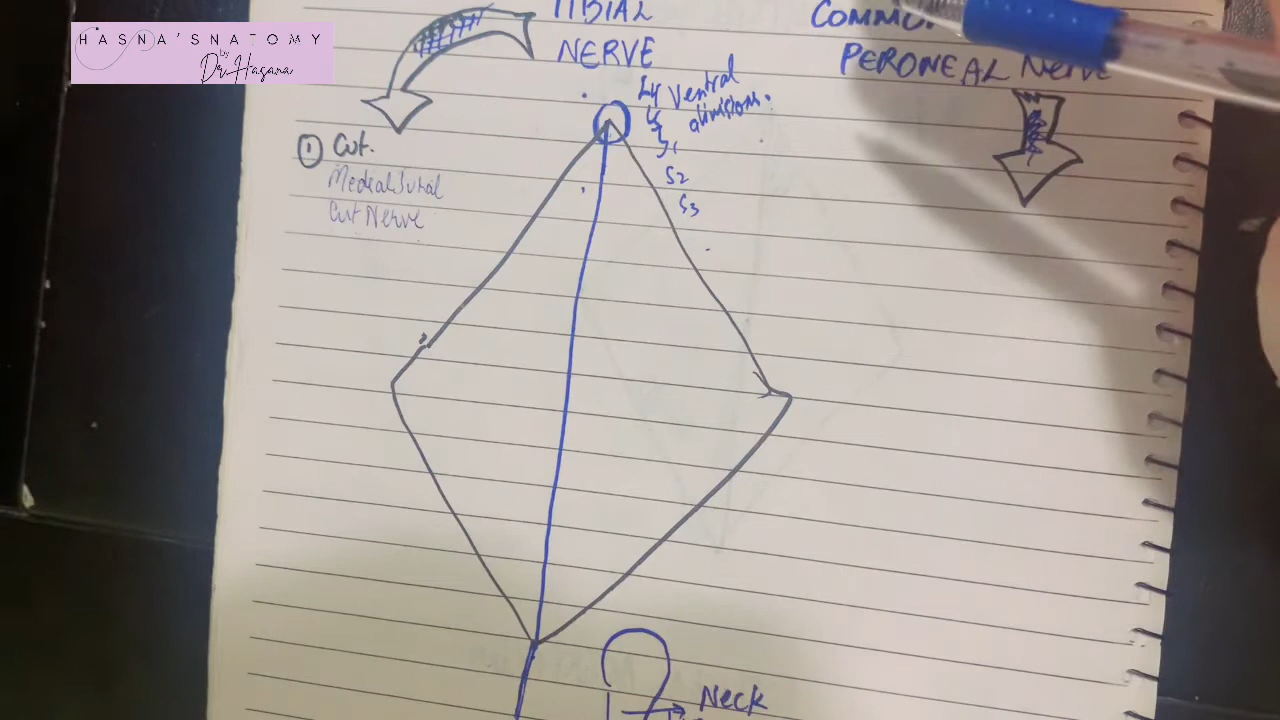 HASNA'SNATOMY
by
Dr. Hasana
TIBIAL
NERVE
COMMON
PERONEAL Nerve
L4 Ventral
L5
S1
S2
S3
① Cut.
Medial Sural
Cut Nerve
Neck